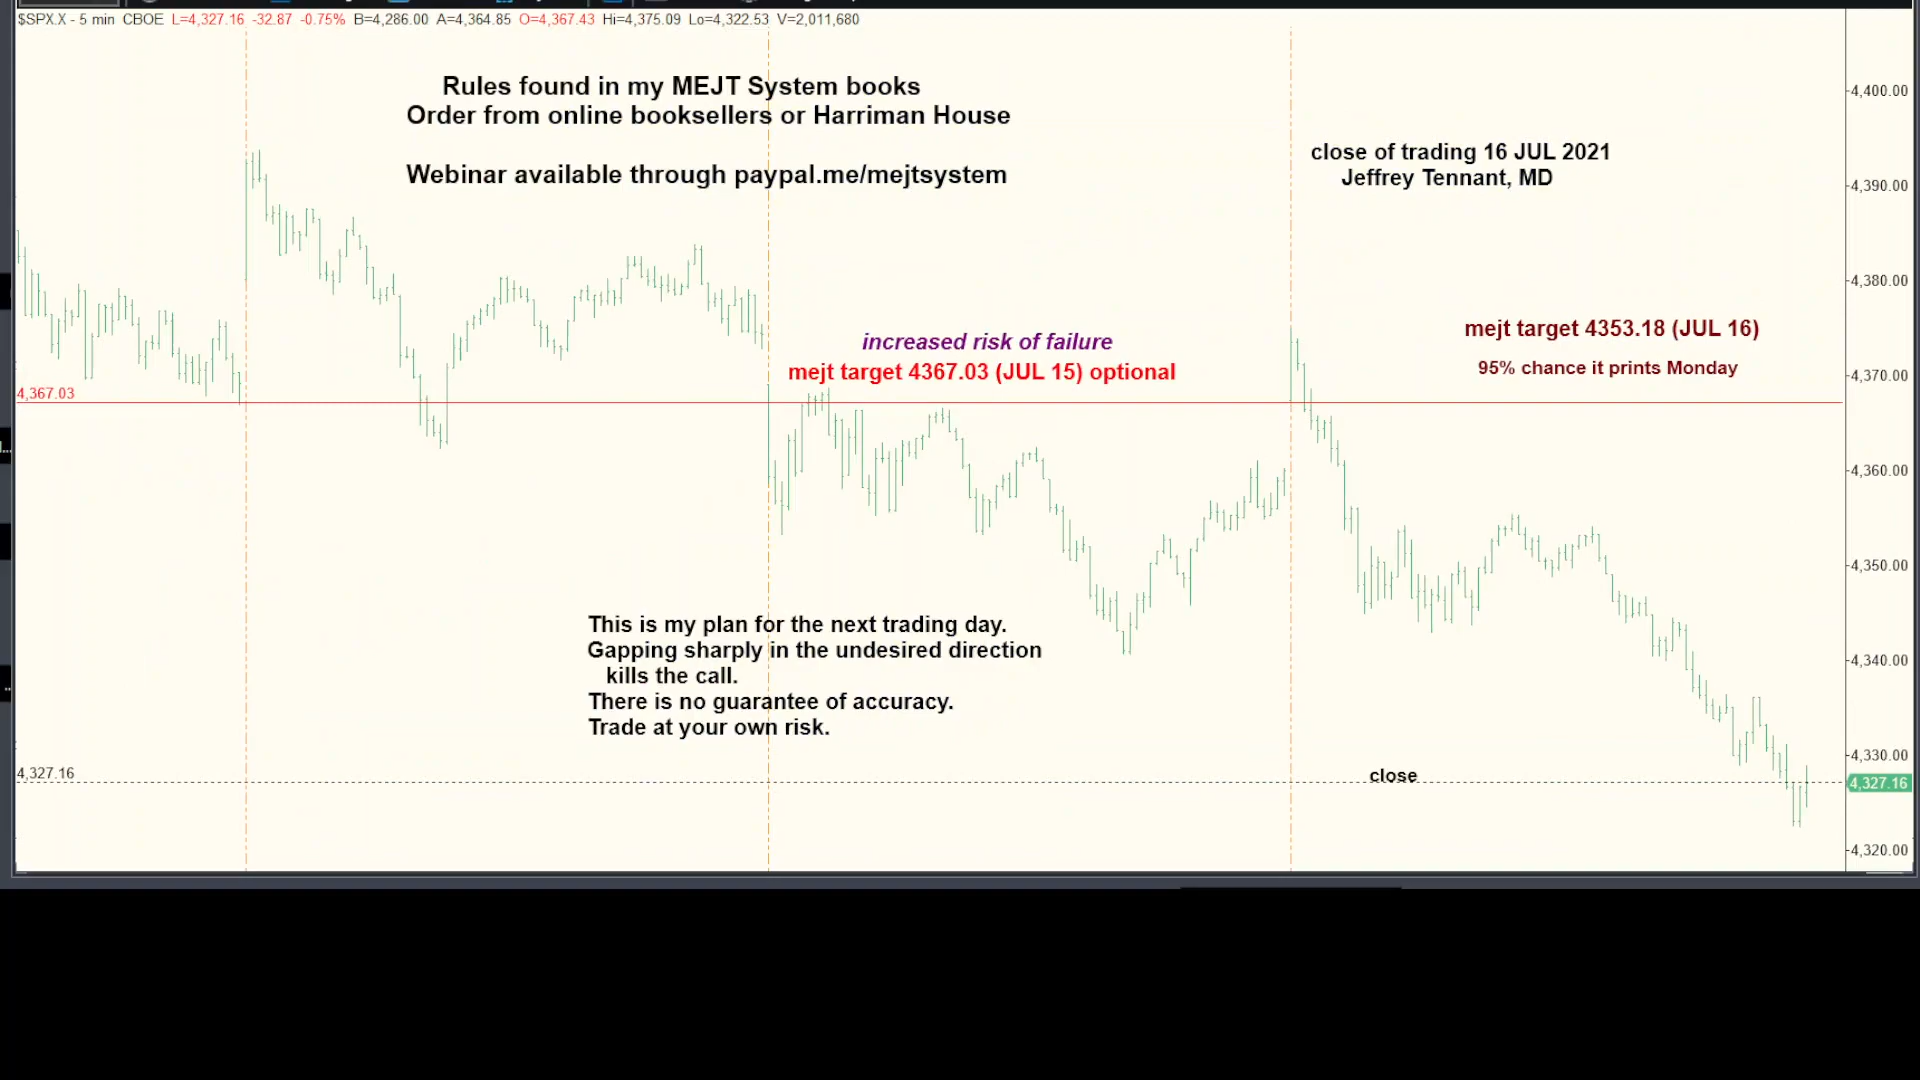 $SPX.X - 5 min CBOE L=4,327.16 -32.87 -0.75% B=4,286.00 A=4,364.85 O=4,367.43 Hi=4,375.09 Lo=4,322.53 V=2,011,680
Rules found in my MEJT System books
Order from online booksellers or Harriman House
Webinar available through paypal.me/mejtsystem
close of trading 16 JUL 2021
Jeffrey Tennant, MD
increased risk of failure
mejt target 4367.03 (JUL 15) optional
mejt target 4353.18 (JUL 16)
95% chance it prints Monday
4,367.03
This is my plan for the next trading day.
Gapping sharply in the undesired direction
kills the call.
There is no guarantee of accuracy.
Trade at your own risk.
4,327.16
close
4,400.00
4,390.00
4,380.00
4,370.00
4,360.00
4,350.00
4,340.00
4,330.00
4,327.16
4,320.00